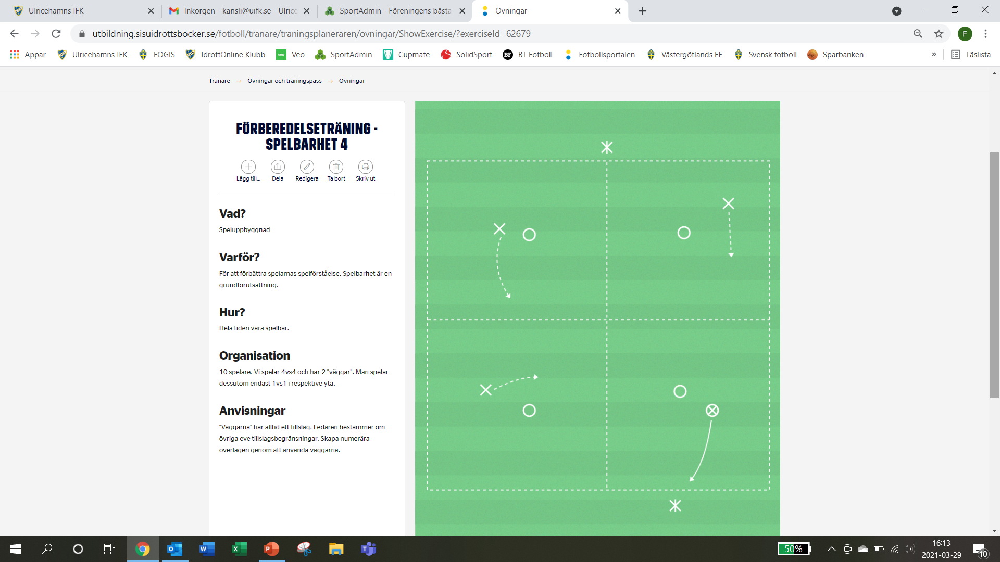 Ulricehamns IFK
Inkorgen - kansli@uifk.se - Ulrice
SportAdmin - Föreningens bästa
Övningar
utbildning.sisuidrottsbocker.se/fotboll/tranare/traningsplaneraren/ovningar/ShowExercise/?exerciseId=62679
F
Appar
Ulricehamns IFK
FOGIS
IdrottOnline Klubb
veo Veo
SportAdmin
Cupmate
SolidSport
BF BT Fotboll
Fotbollsportalen
Västergötlands FF
Svensk fotboll
Sparbanken
»
Läslista
Tränare → Övningar och träningspass → Övningar
FÖRBEREDELSETRÄNING -
SPELBARHET 4
Lägg till... Dela Redigera Ta bort Skriv ut
Vad?
Speluppbyggnad
Varför?
För att förbättra spelarnas spelförståelse. Spelbarhet är en
grundförutsättning.
Hur?
Hela tiden vara spelbar.
Organisation
10 spelare. Vi spelar 4vs4 och har 2 "väggar". Man spelar
dessutom endast 1vs1 i respektive yta.
Anvisningar
"Väggarna" har alltid ett tillslag. Ledaren bestämmer om
övriga eve tillslagsbegränsningar. Skapa numerära
överlägen genom att använda väggarna.
50%
16:13
2021-03-29
10